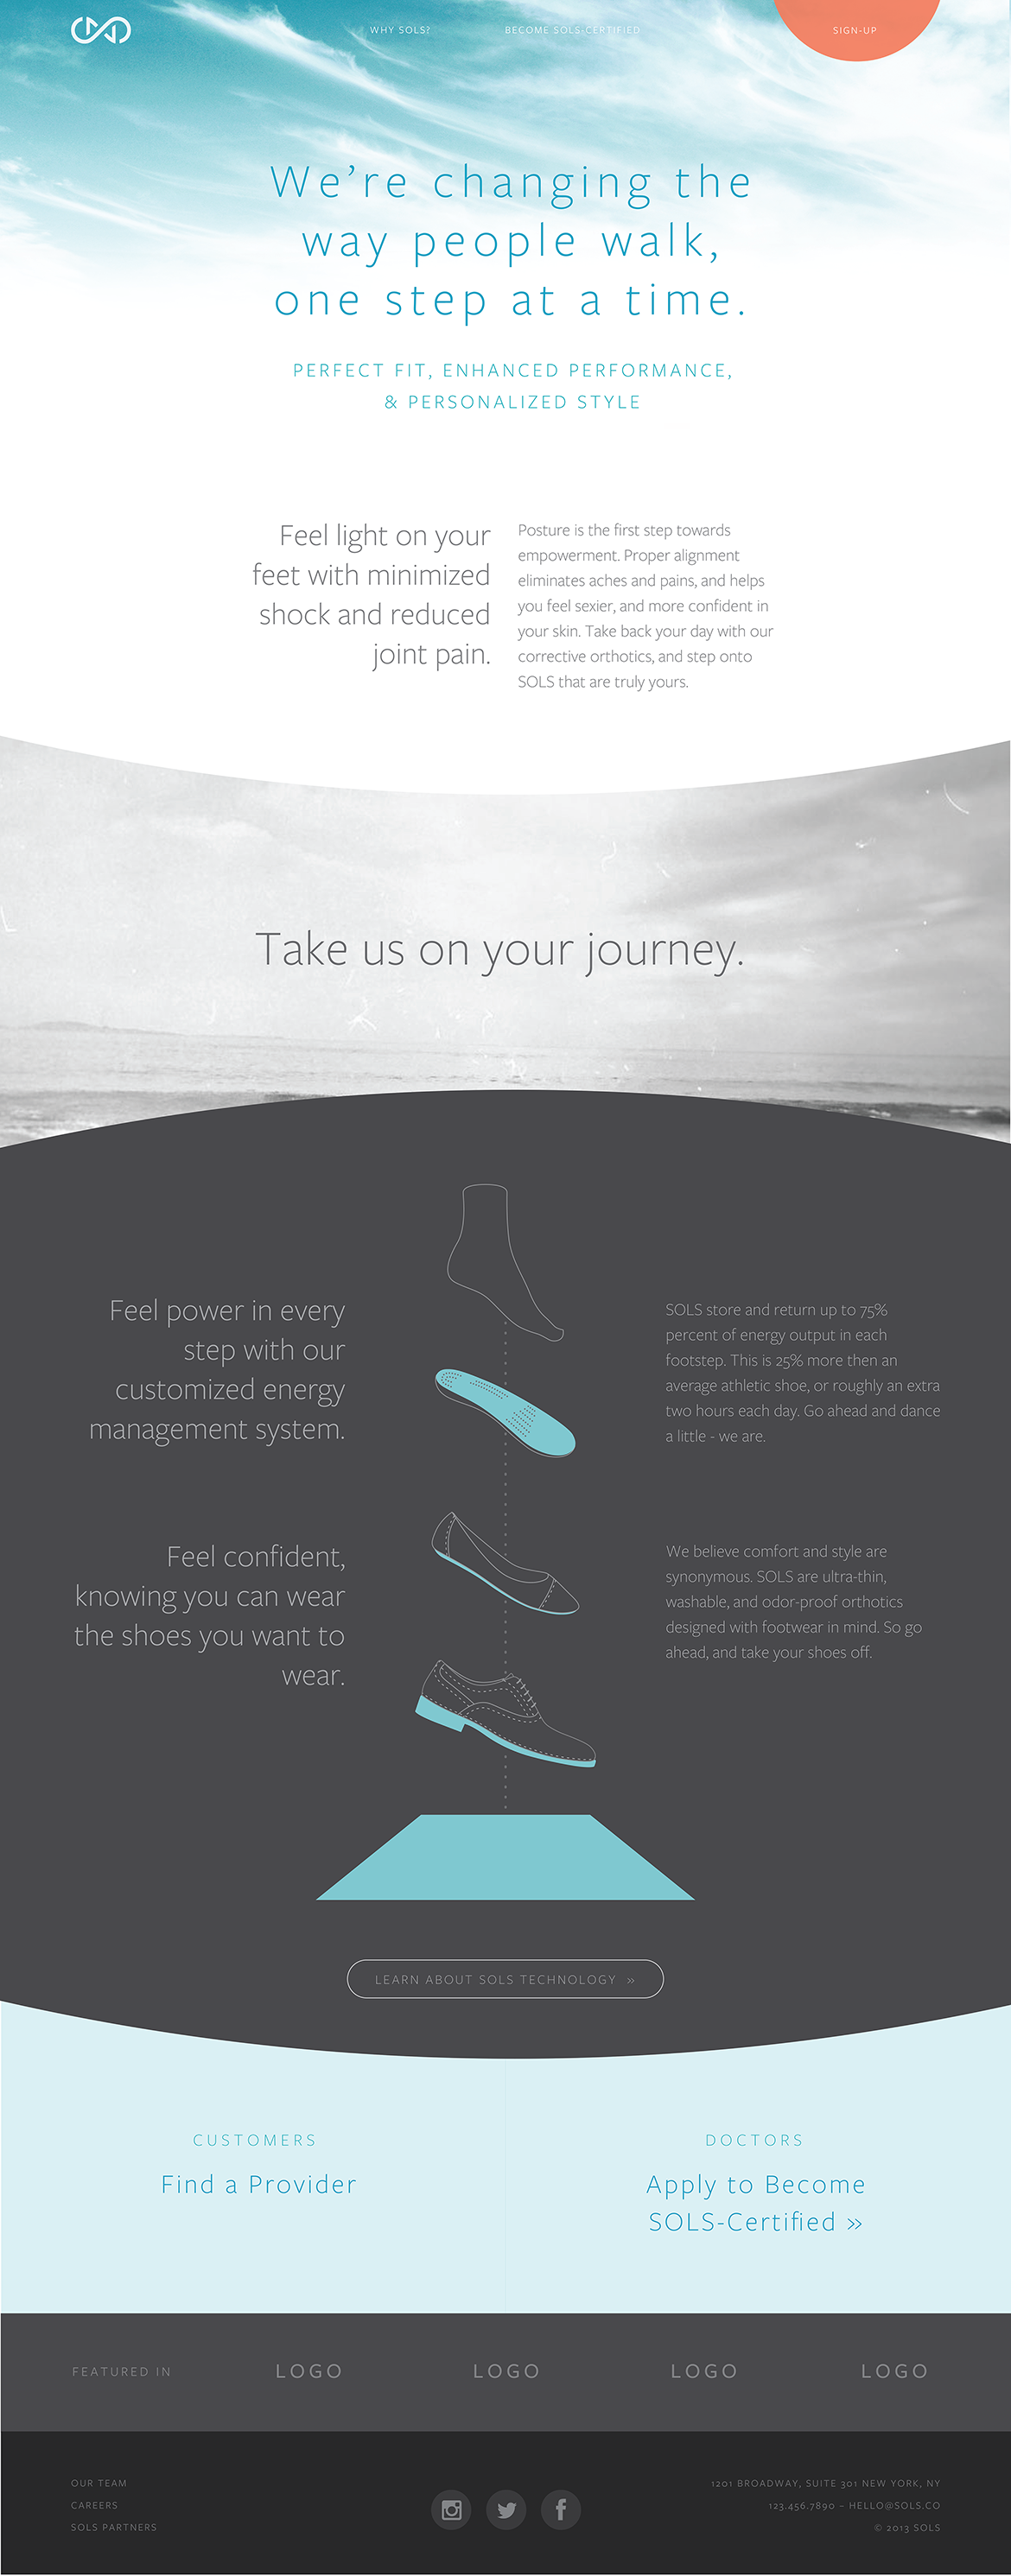 WHY SOLS?
BECOME SOLS-CERTIFIED
SIGN-UP
We're changing the
way people walk,
one step at a time.
PERFECT FIT, ENHANCED PERFORMANCE,
& PERSONALIZED STYLE
Feel light on your
feet with minimized
shock and reduced
joint pain.
Posture is the first step towards
empowerment. Proper alignment
eliminates aches and pains, and helps
you feel sexier, and more confident in
your skin. Take back your day with our
corrective orthotics, and step onto
SOLS that are truly yours.
Take us on your journey.
Feel power in every
step with our
customized energy
management system.
SOLS store and return up to 75%
percent of energy output in each
footstep. This is 25% more then an
average athletic shoe, or roughly an extra
two hours each day. Go ahead and dance
a little - we are.
Feel confident,
knowing you can wear
the shoes you want to
wear.
We believe comfort and style are
synonymous. SOLS are ultra-thin,
washable, and odor-proof orthotics
designed with footwear in mind. So go
ahead, and take your shoes off.
LEARN ABOUT SOLS TECHNOLOGY »
CUSTOMERS
Find a Provider
DOCTORS
Apply to Become
SOLS-Certified »
FEATURED IN
LOGO
LOGO
LOGO
LOGO
OUR TEAM
CAREERS
SOLS PARTNERS
1201 BROADWAY, SUITE 301 NEW YORK, NY
123.456.7890 – HELLO@SOLS.CO
© 2013 SOLS